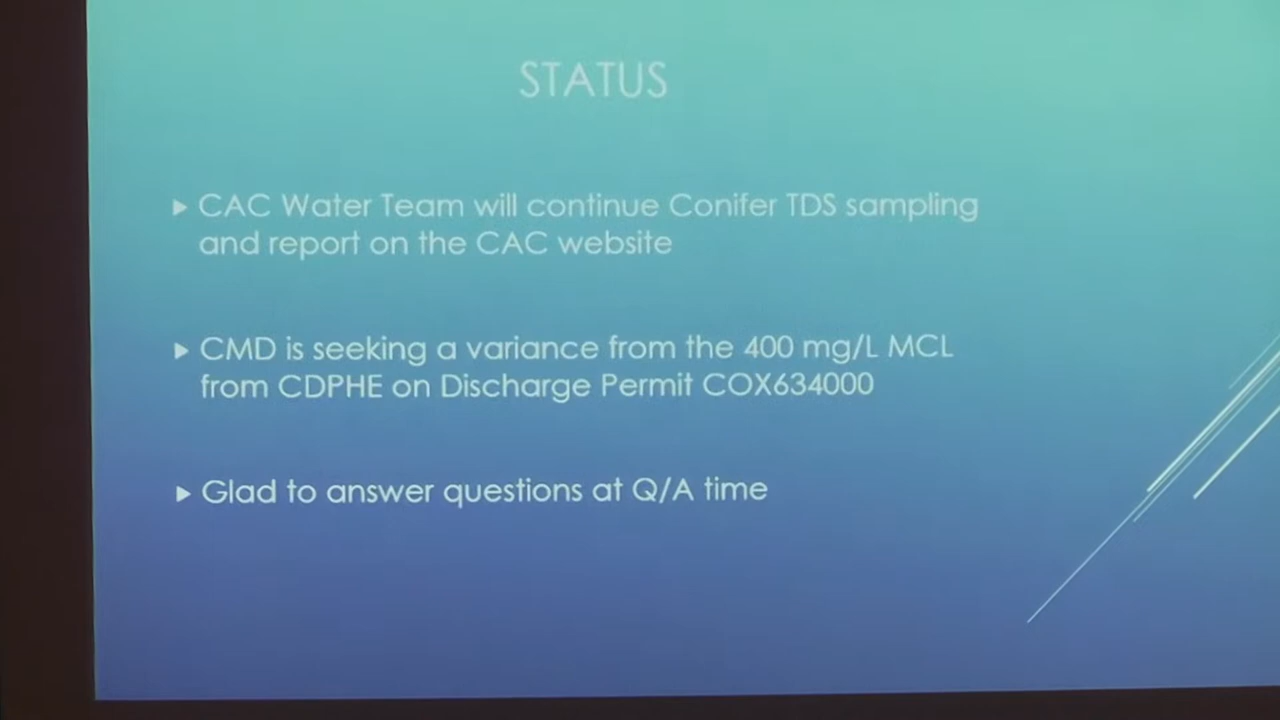 STATUS
CAC Water Team will continue Conifer TDS sampling
and report on the CAC website
CMD is seeking a variance from the 400 mg/L MCL
from CDPHE on Discharge Permit COX634000
Glad to answer questions at Q/A time